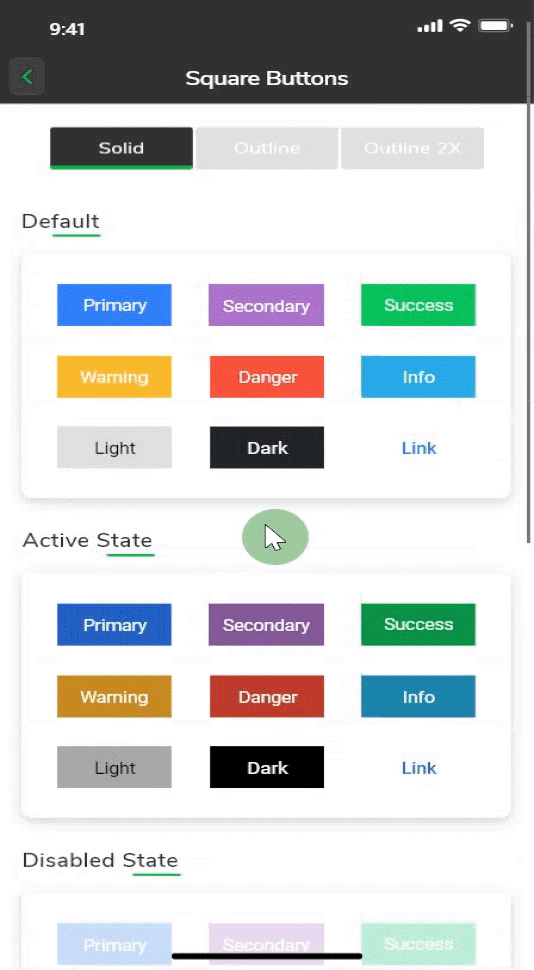 9:41
Square Buttons
Solid Outline Outline 2X
Default
Primary Secondary Success
Warning Danger Info
Light Dark Link
Active State
Primary Secondary Success
Warning Danger Info
Light Dark Link
Disabled State
Primary Secondary Success